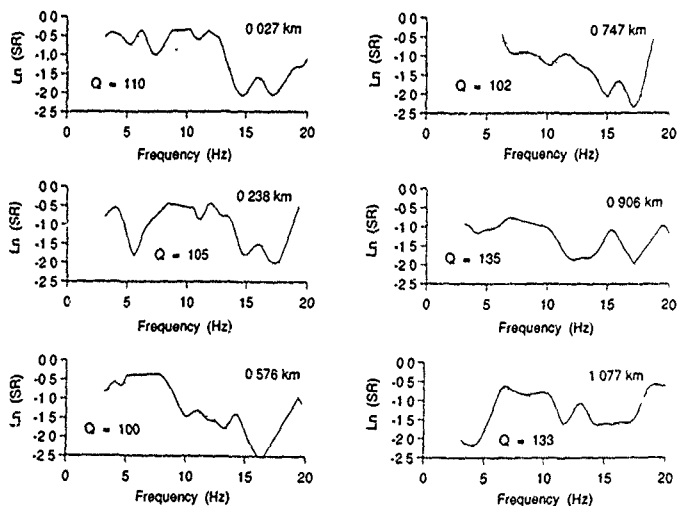 0 0
-0 5
-1 0
-1 5
-2 0
-2 5
Ln (SR)
0 027 km
Q = 110
0 5 10 15 20
Frequency (Hz)
0 0
-0 5
-1 0
-1 5
-2 0
-2 5
Ln (SR)
0 747 km
Q = 102
0 5 10 15 20
Frequency (Hz)
0 0
-0 5
-1 0
-1 5
-2 0
-2 5
Ln (SR)
0 238 km
Q = 105
0 5 10 15 20
Frequency (Hz)
0 0
-0 5
-1 0
-1 5
-2 0
-2 5
Ln (SR)
0 906 km
Q = 135
0 5 10 15 20
Frequency (Hz)
0 0
-0 5
-1 0
-1 5
-2 0
-2 5
Ln (SR)
0 576 km
Q = 100
0 5 10 15 20
Frequency (Hz)
0 0
-0 5
-1 0
-1 5
-2 0
-2 5
Ln (SR)
1 077 km
Q = 133
0 5 10 15 20
Frequency (Hz)